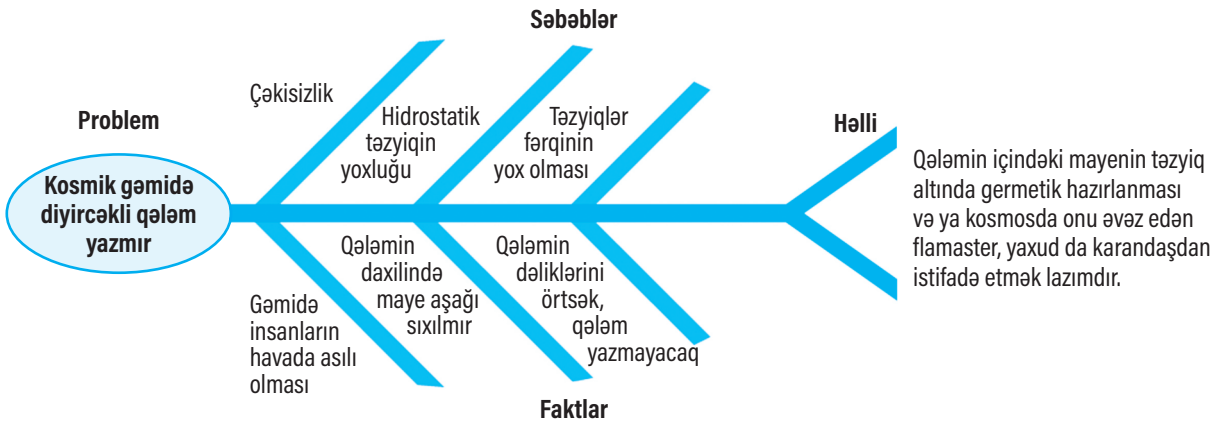 Səbəblər
Çəkisizlik
Hidrostatik
təzyiqin
yoxluğu
Təzyiqlər
fərqinin
yox olması
Problem
Kosmik gəmidə
diyircəkli qələm
yazmır
Həlli
Qələmin içindəki mayenin təzyiq
altında germetik hazırlanması
və ya kosmosda onu əvəz edən
flamaster, yaxud da karandaşdan
istifadə etmək lazımdır.
Gəmidə
insanların
havada asılı
olması
Qələmin
daxilində
maye aşağı
sıxılmır
Qələmin
dəliklərini
örtsək,
qələm
yazmayacaq
Faktlar